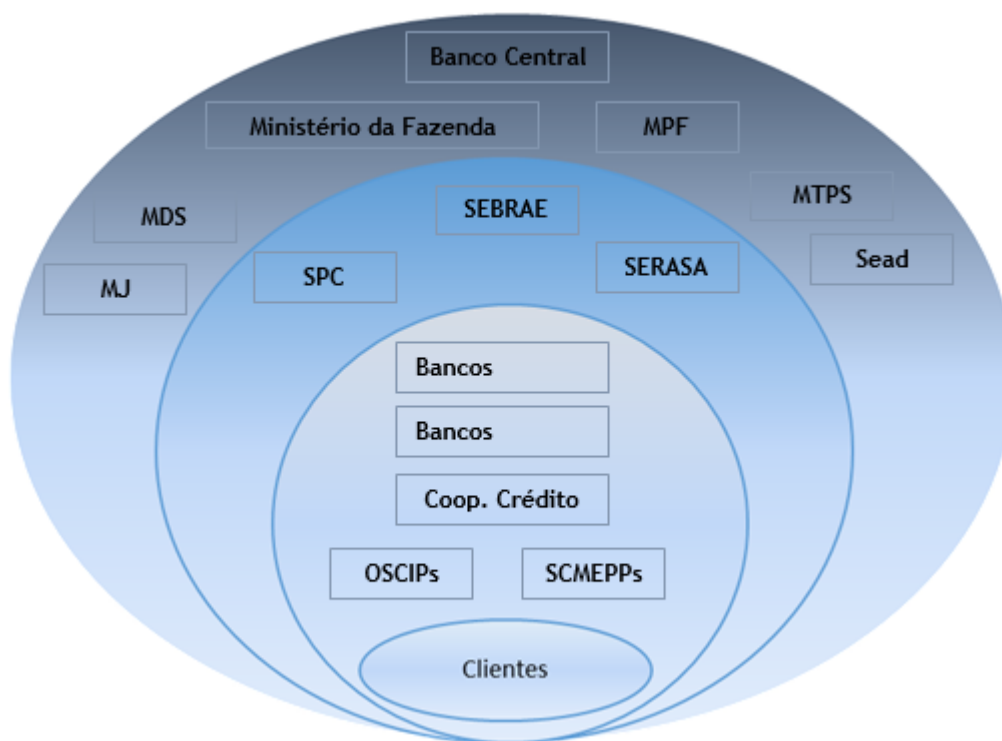 Banco Central
Ministério da Fazenda
MPF
MTPS
MDS
SEBRAE
Sead
SERASA
SPC
MJ
Bancos
Bancos
Coop. Crédito
OSCIPs
SCMEPPs
Clientes